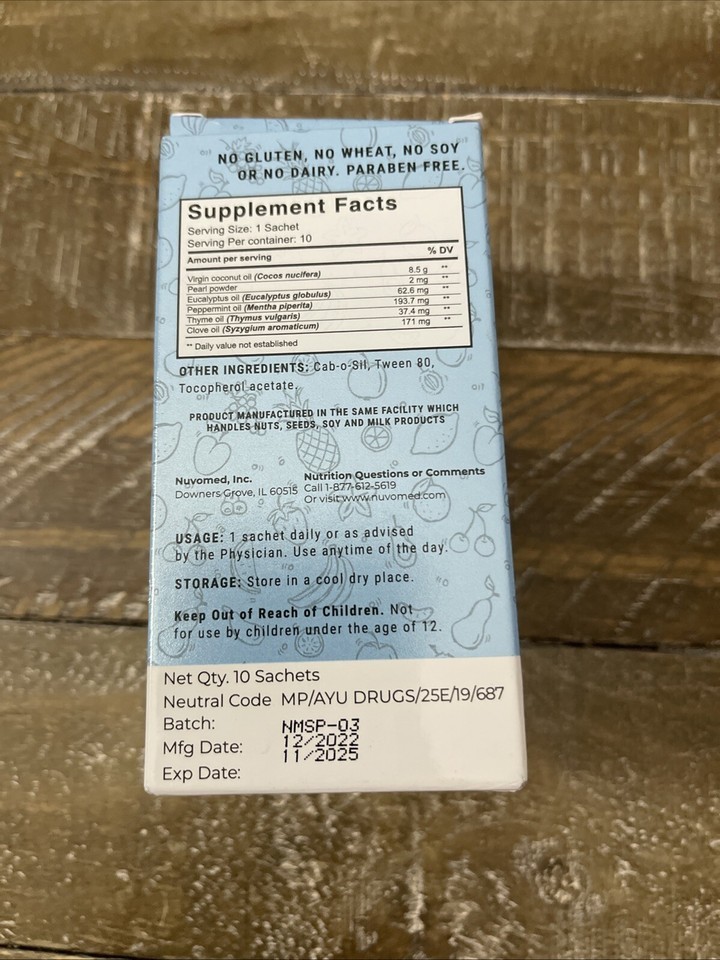 NO GLUTEN, NO WHEAT, NO SOY
OR NO DAIRY. PARABEN FREE.
Supplement Facts
Serving Size: 1 Sachet
Serving Per container: 10
Amount per serving % DV
Virgin coconut oil (Cocos nucifera) 8.5 g **
Pearl powder 2 mg **
Eucalyptus oil (Eucalyptus globulus) 62.6 mg **
Peppermint oil (Mentha piperita) 193.7 mg **
Thyme oil (Thymus vulgaris) 37.4 mg **
Clove oil (Syzygium aromaticum) 171 mg **
** Daily value not established
OTHER INGREDIENTS: Cab-o-Sil, Tween 80,
Tocopherol acetate.
PRODUCT MANUFACTURED IN THE SAME FACILITY WHICH
HANDLES NUTS, SEEDS, SOY AND MILK PRODUCTS
Nuvomed, Inc.
Downers Grove, IL 60515
Nutrition Questions or Comments
Call 1-877-612-5619
Or visit www.nuvomed.com
USAGE: 1 sachet daily or as advised
by the Physician. Use anytime of the day.
STORAGE: Store in a cool dry place.
Keep Out of Reach of Children. Not
for use by children under the age of 12.
Net Qty. 10 Sachets
Neutral Code MP/AYU DRUGS/25E/19/687
Batch: NMSP-03
Mfg Date: 12/2022
Exp Date: 11/2025